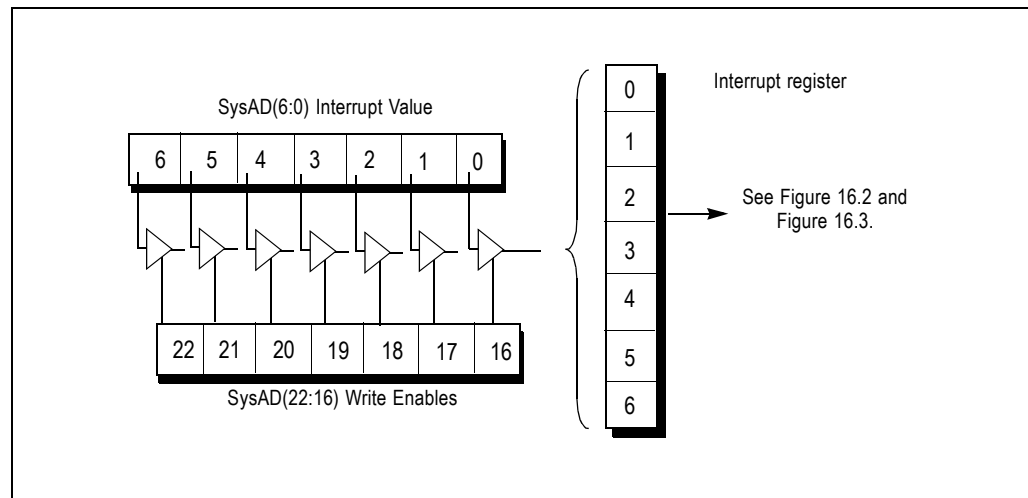 Interrupt register
SysAD(6:0) Interrupt Value
6 5 4 3 2 1 0
22 21 20 19 18 17 16
SysAD(22:16) Write Enables
0
1
2
3
4
5
6
See Figure 16.2 and
Figure 16.3.